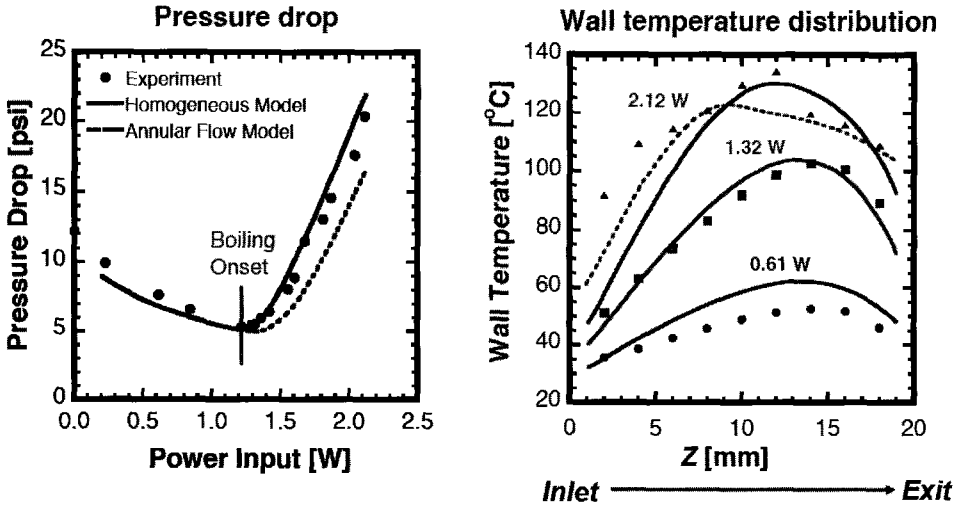 Pressure drop
25
20
15
10
5
0
Pressure Drop [psi]
Experiment
Homogeneous Model
Annular Flow Model
Boiling
Onset
0.0
0.5
1.0
1.5
2.0
2.5
Power Input [W]
Wall temperature distribution
140
120
100
80
60
40
20
Wall Temperature [°C]
2.12 W
1.32 W
0.61 W
0
5
10
15
20
Z [mm]
Inlet
Exit